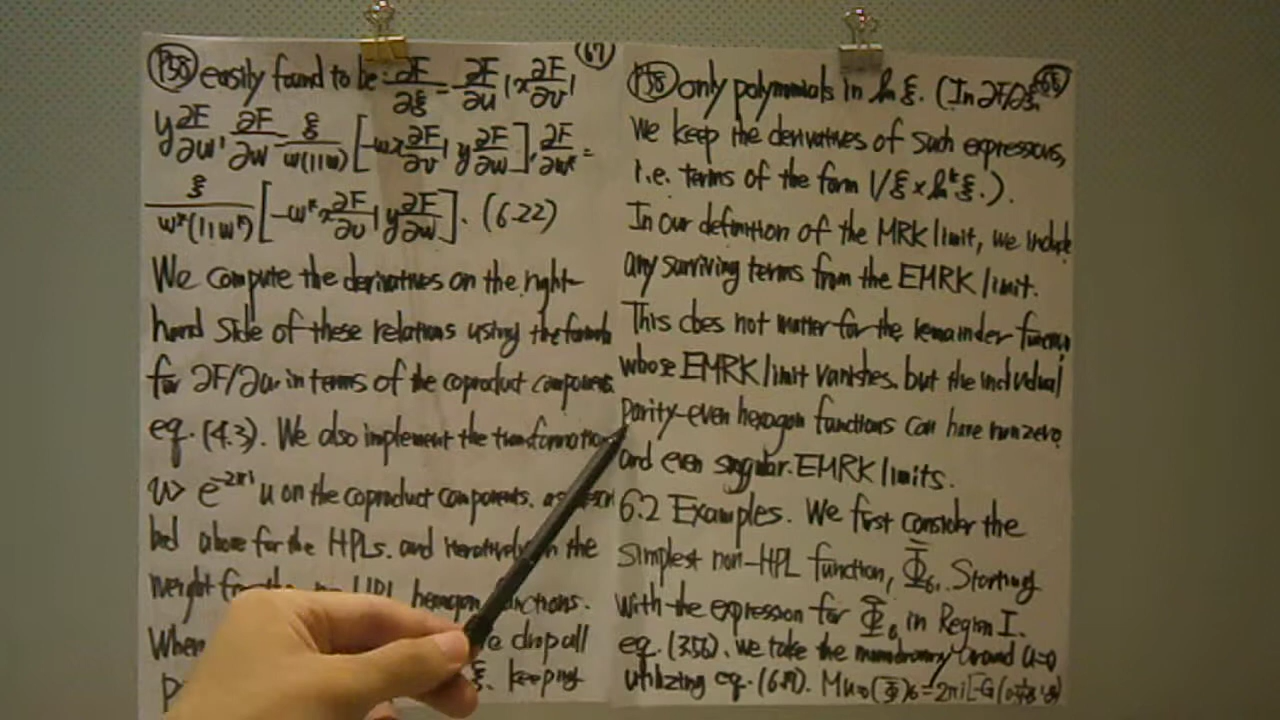 P58 easily found to be: ∂F/∂ξ = ∂F/∂u + x ∂F/∂v +
y ∂F/∂w, ∂F/∂w = ξ/w(1+w) [-wx ∂F/∂v + y ∂F/∂w], ∂F/∂w* =
ξ/w*(1+w*) [-w* x ∂F/∂v + y ∂F/∂w]. (6.22)
We compute the derivatives on the right-
hand side of these relations using the formula
for ∂F/∂u in terms of the coproduct components
eq. (4.3). We also implement the transformation
u→ e^-2πi u on the coproduct components. as
bed above for the HPLs. and iteratively in the
weight for the HPL hexagon functions.
When drop all
ξ. keeping
67
P58 only polynomials in ln ξ. (In ∂F/∂ξ
68
we keep the derivatives of such expressions,
i.e. terms of the form 1/ξ × ln^k ξ.).
In our definition of the MRK limit, we include
any surviving terms from the EMRK limit.
This does not matter for the remainder function
whose EMRK limit vanishes. but the individual
parity-even hexagon functions can have nonzero
and even singular. EMRK limits.
6.2 Examples. We first consider the
simplest non-HPL function, Φ̃6. Starting
with the expression for Φ̃6 in Region I.
eq. (3.56). we take the monodromy around u=0
utilizing eq. Mu=0(Φ̃)6=2πi[-G(